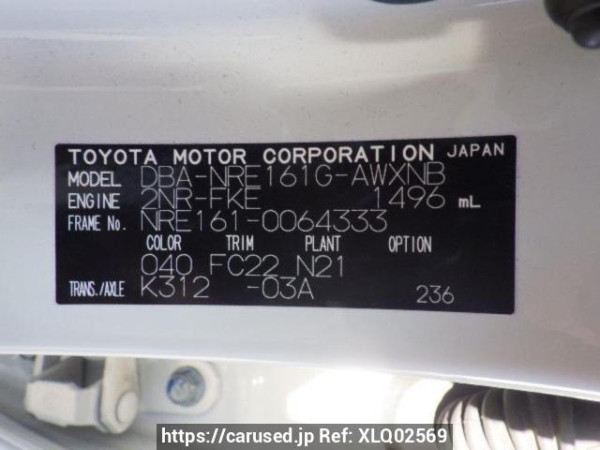 TOYOTA MOTOR CORPORATION JAPAN
MODEL DBA-NRE161G-AWXNB
ENGINE 2NR-FKE 1496 mL
FRAME No. NRE161-0064333
COLOR TRIM PLANT OPTION
040 FC22 N21
TRANS./AXLE K312 -03A 236
https://carused.jp Ref: XLQ02569